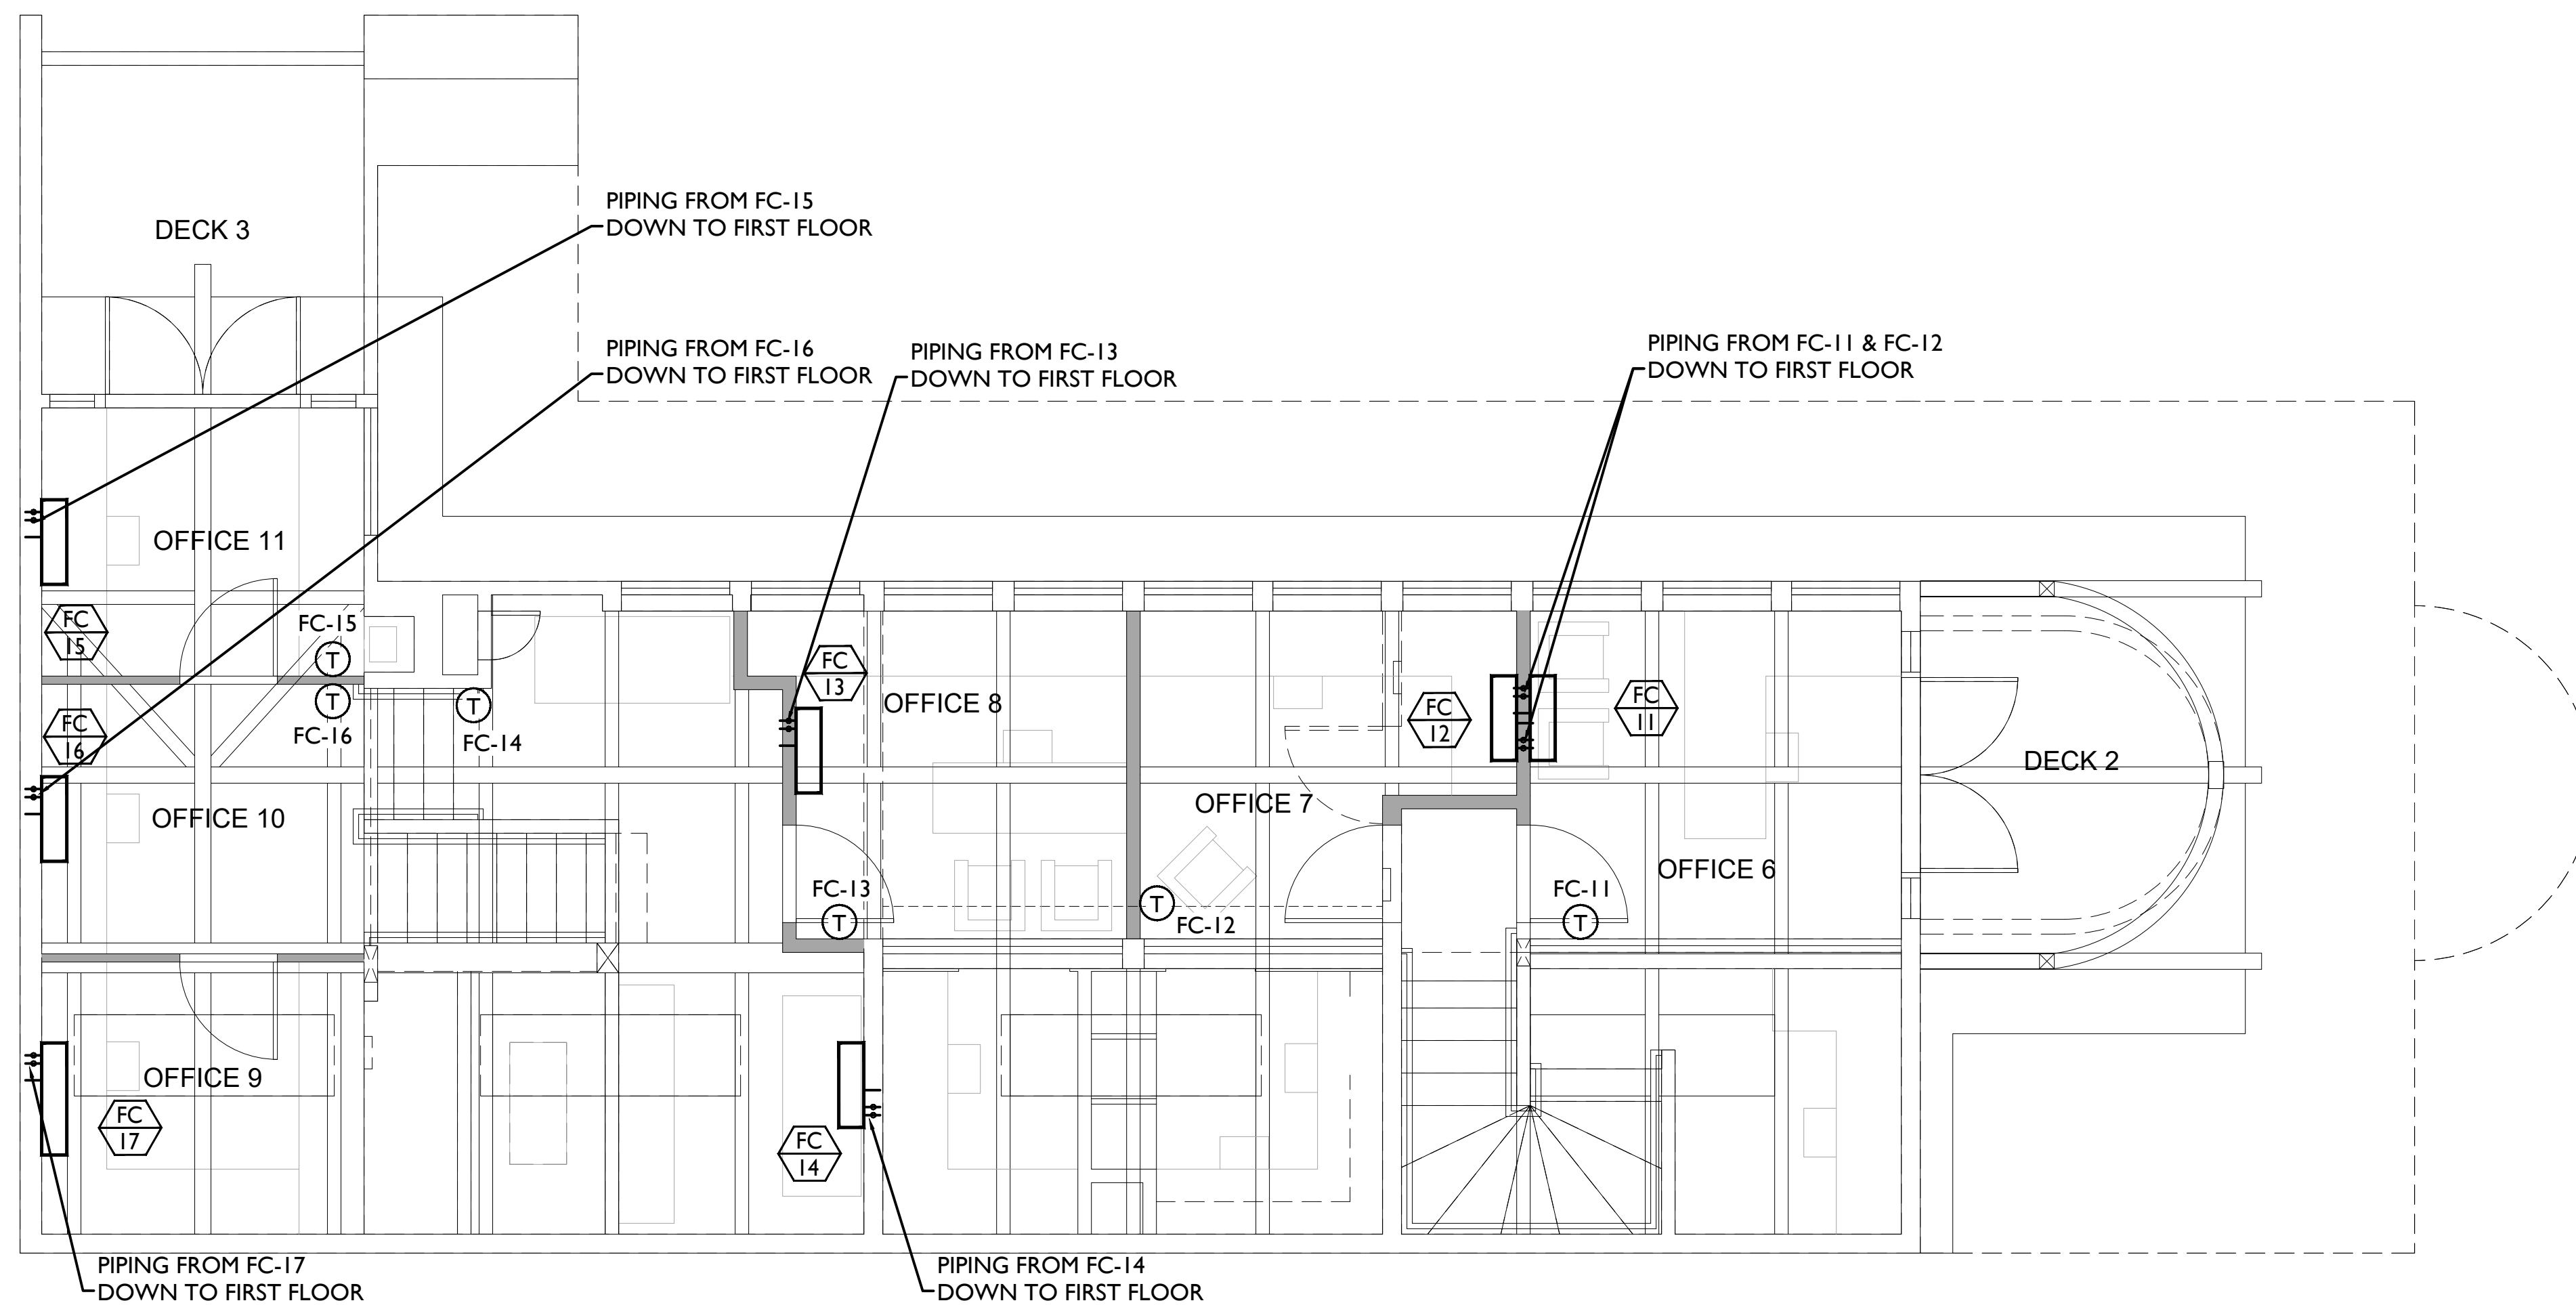 PIPING FROM FC-15
DOWN TO FIRST FLOOR
DECK 3
PIPING FROM FC-16
DOWN TO FIRST FLOOR
PIPING FROM FC-13
DOWN TO FIRST FLOOR
PIPING FROM FC-11 & FC-12
DOWN TO FIRST FLOOR
OFFICE 11
FC
15
FC-15
T
FC
16
T
FC-16
T
FC-14
FC
13
OFFICE 8
FC
12
FC
11
DECK 2
OFFICE 10
OFFICE 7
OFFICE 6
FC-13
T
T
FC-12
FC-11
T
OFFICE 9
FC
17
FC
14
PIPING FROM FC-17
DOWN TO FIRST FLOOR
PIPING FROM FC-14
DOWN TO FIRST FLOOR